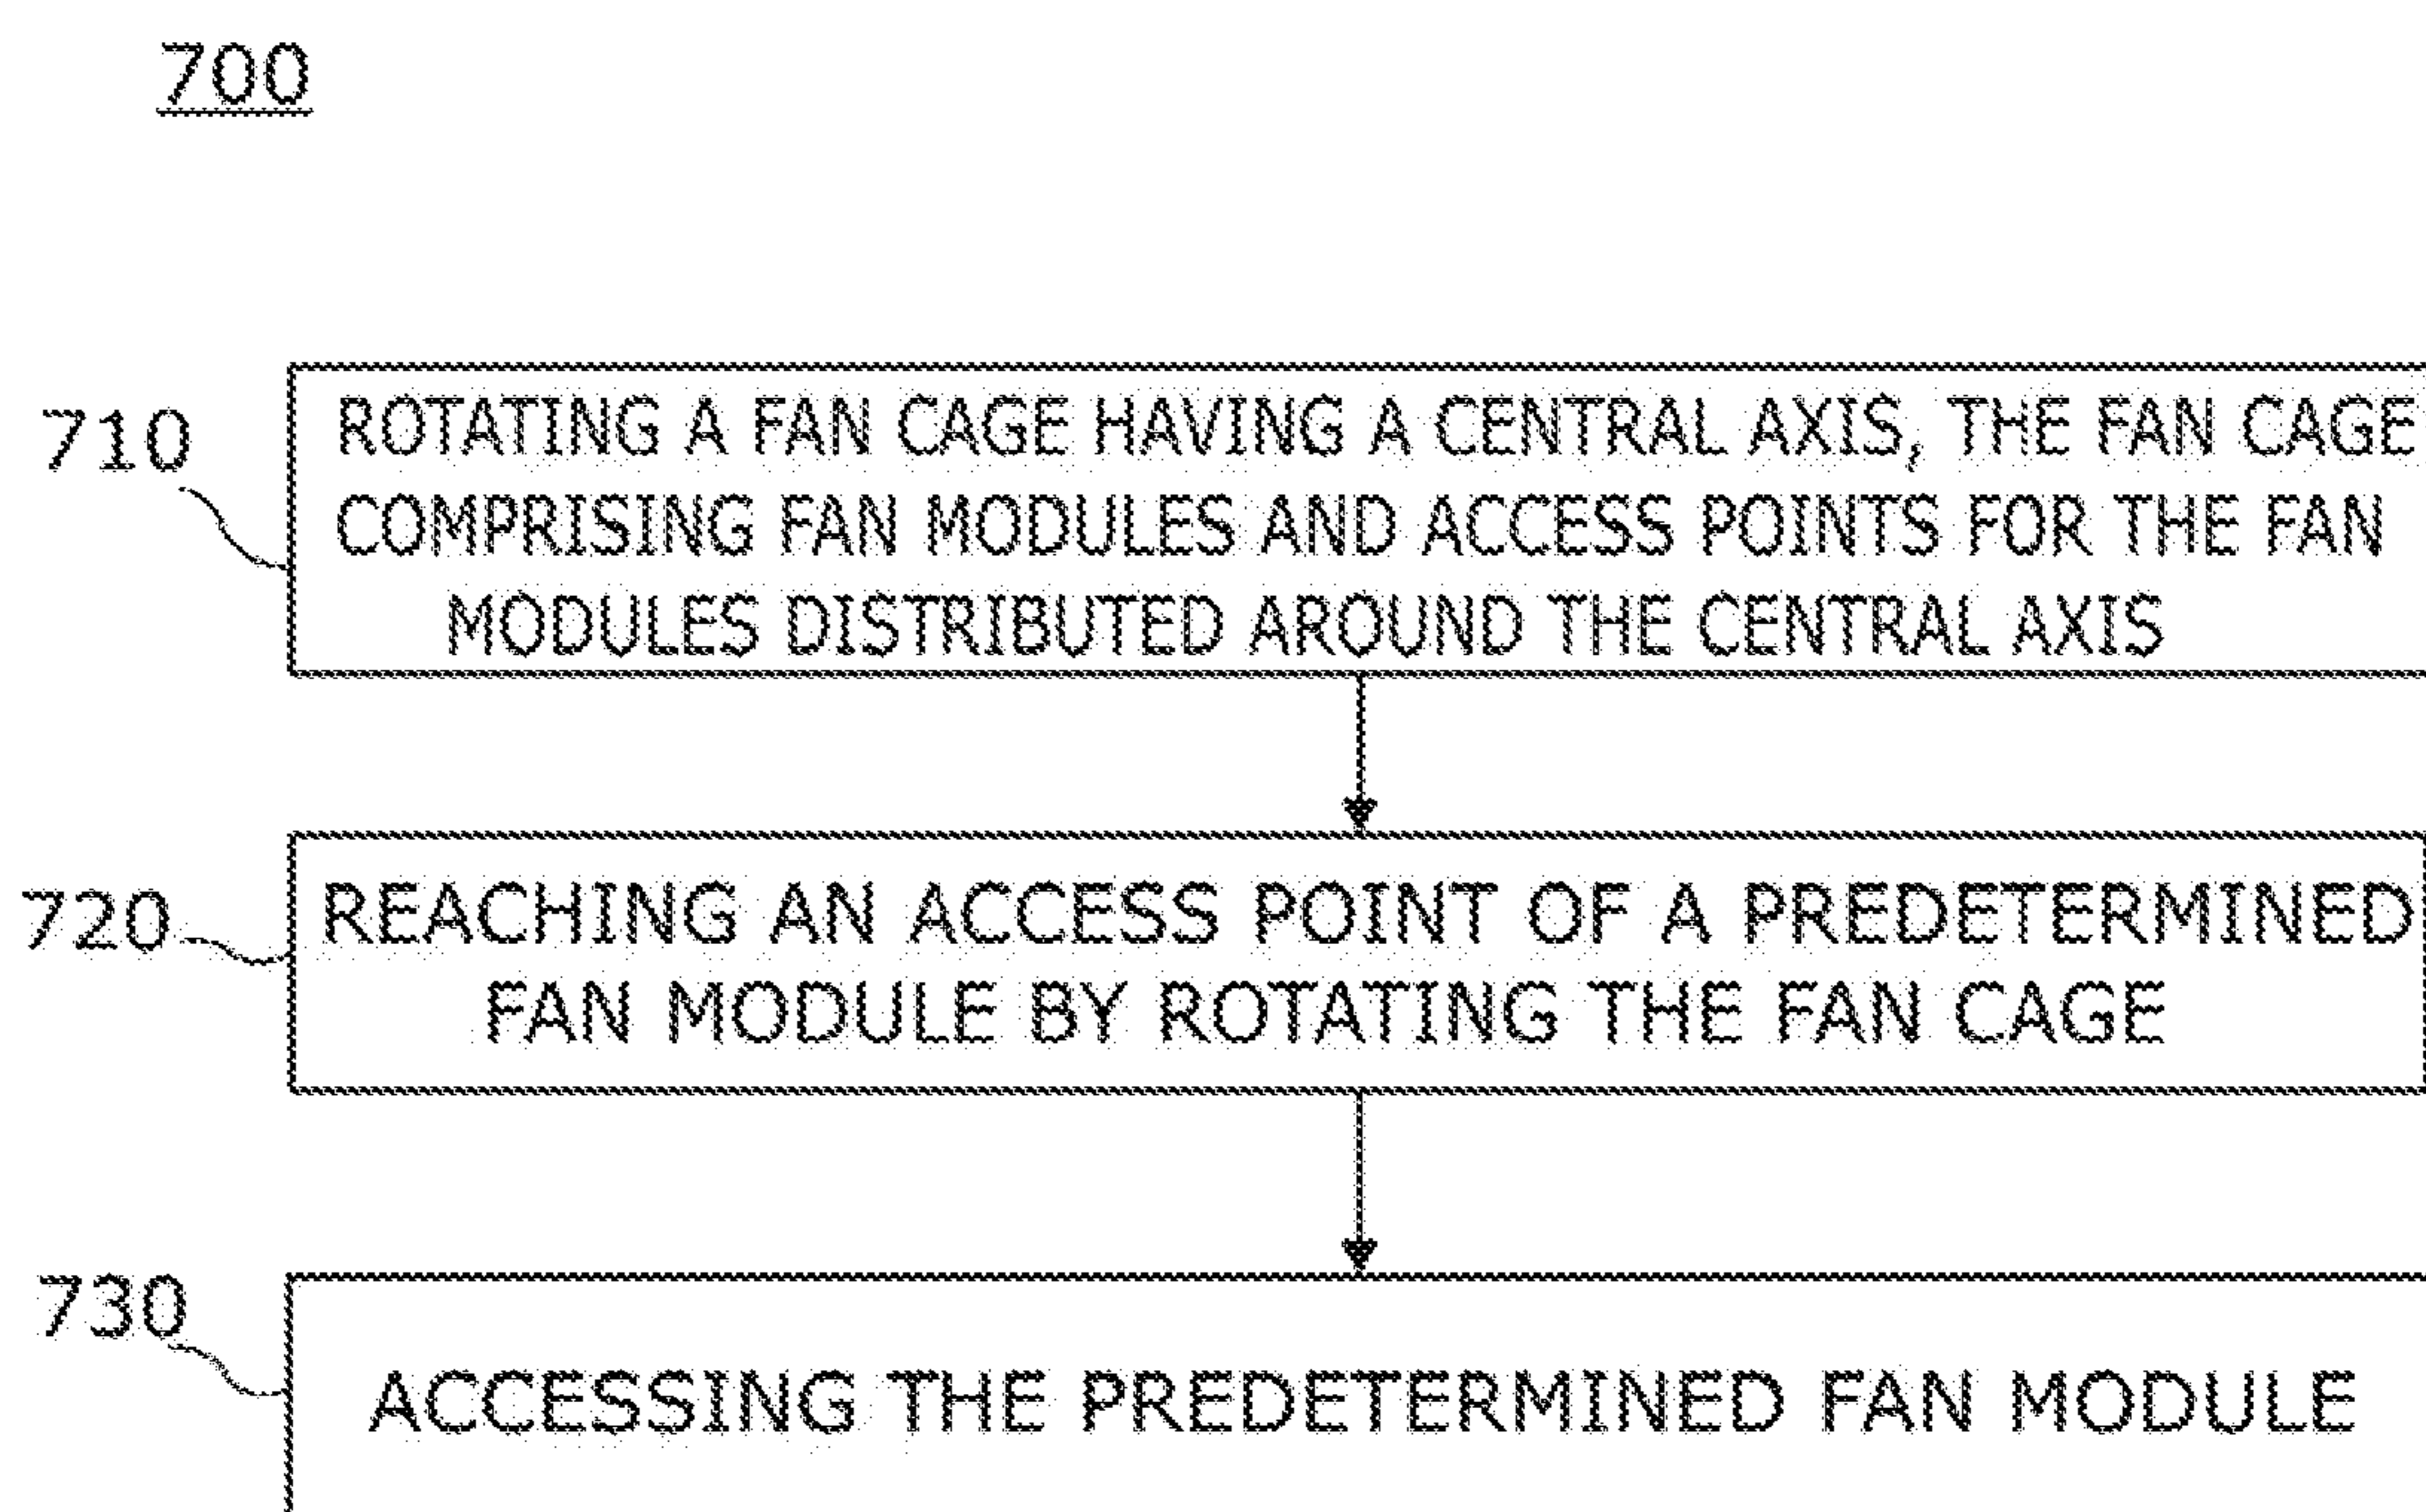 700
710
ROTATING A FAN CAGE HAVING A CENTRAL AXIS, THE FAN CAGE
COMPRISING FAN MODULES AND ACCESS POINTS FOR THE FAN
MODULES DISTRIBUTED AROUND THE CENTRAL AXIS
720
REACHING AN ACCESS POINT OF A PREDETERMINED
FAN MODULE BY ROTATING THE FAN CAGE
730
ACCESSING THE PREDETERMINED FAN MODULE